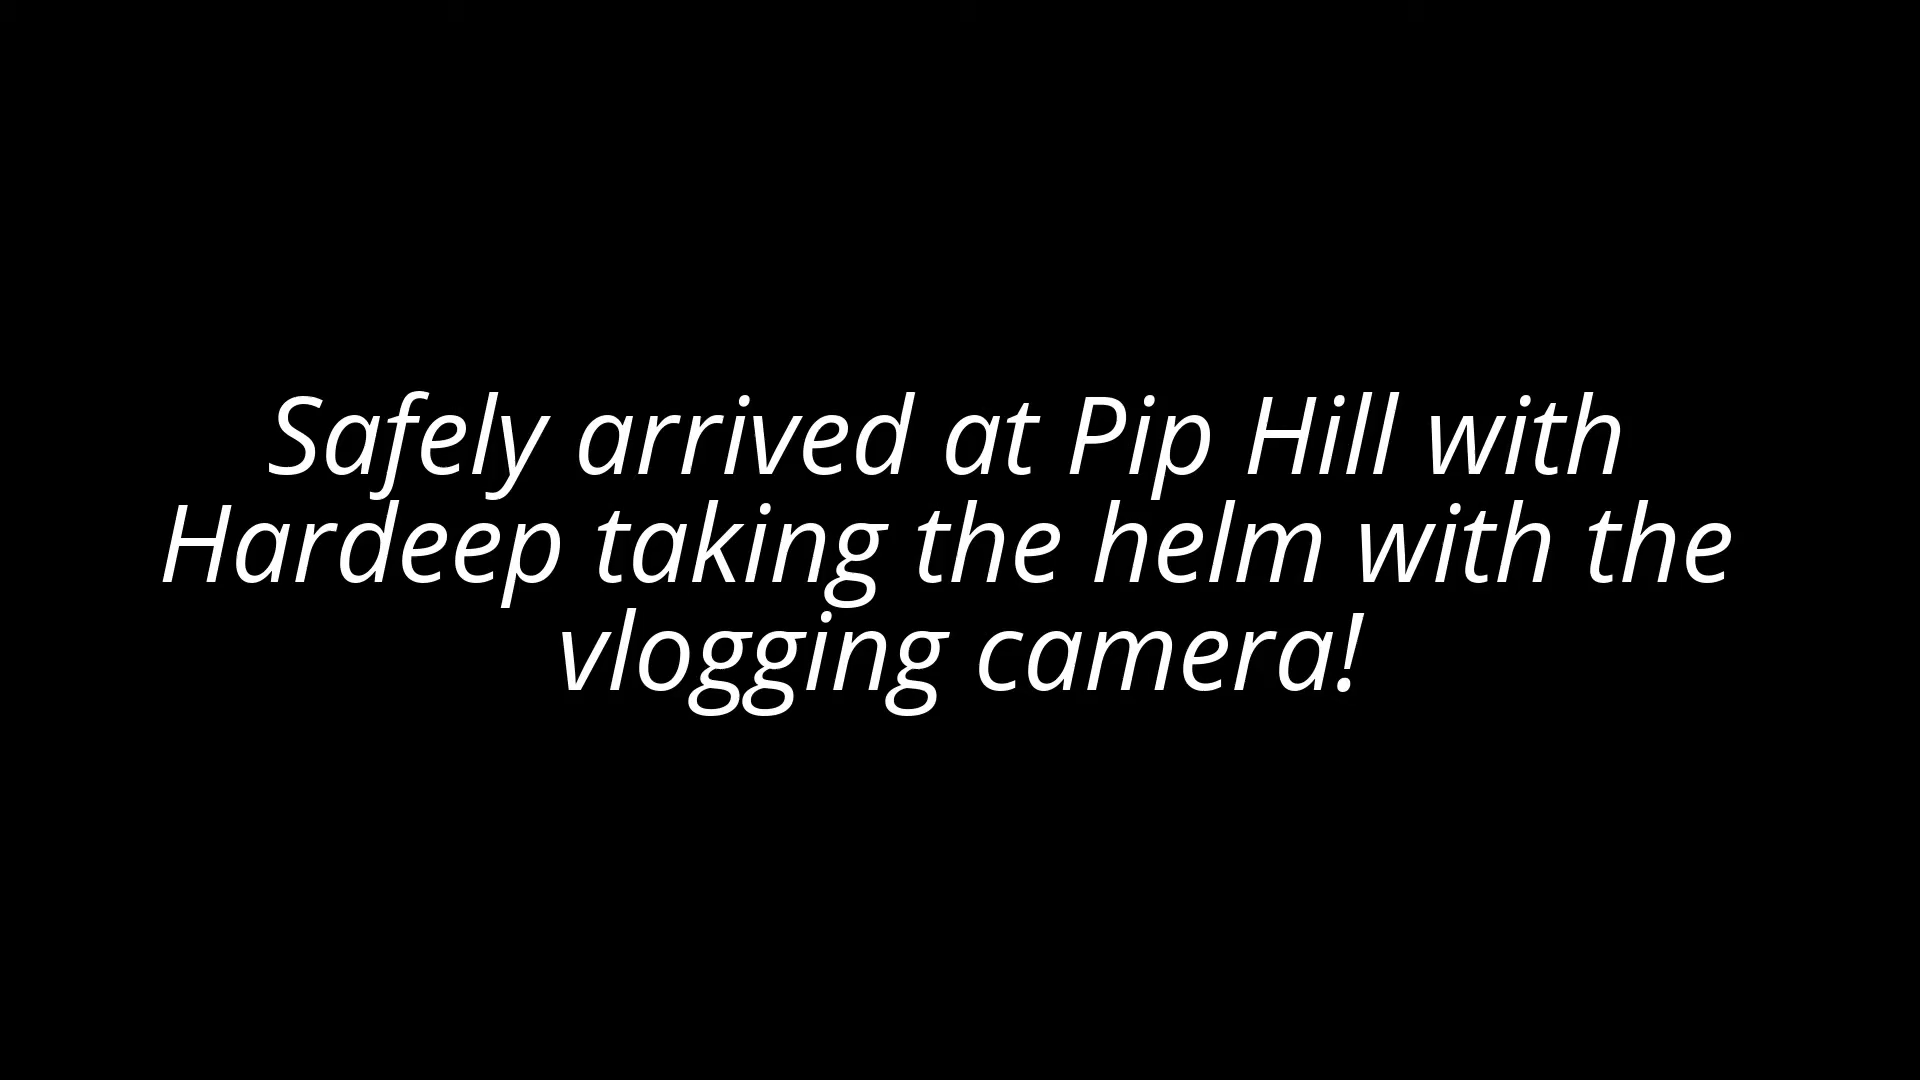 Safely arrived at Pip Hill with
Hardeep taking the helm with the
vlogging camera!